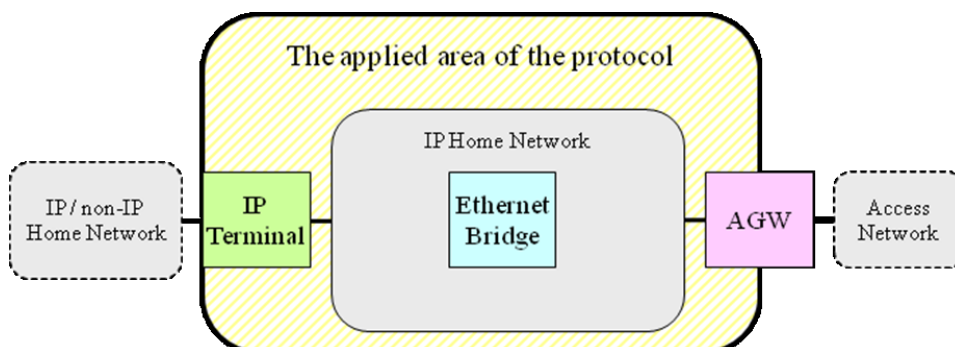 The applied area of the protocol
IP Home Network
IP / non-IP
Home Network
IP
Terminal
Ethernet
Bridge
AGW
Access
Network